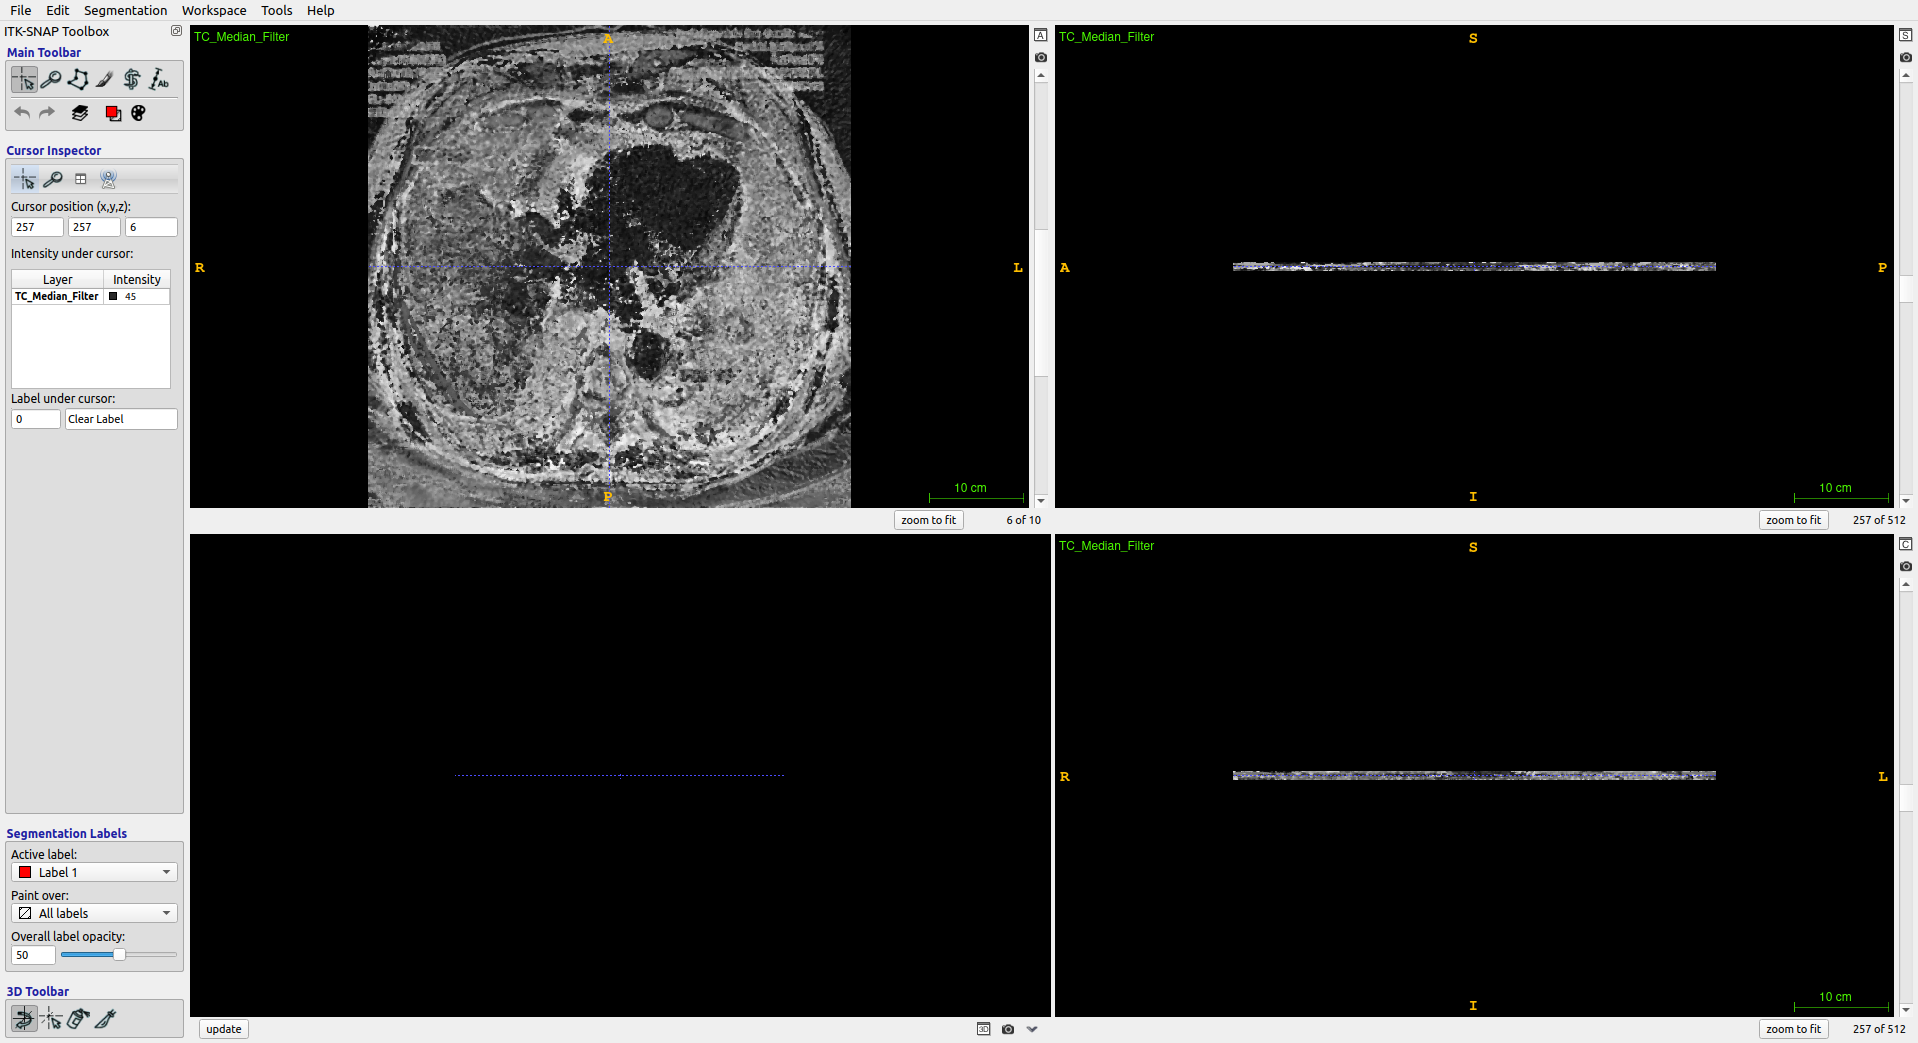 File Edit Segmentation Workspace Tools Help
ITK-SNAP Toolbox
Main Toolbar
Ab
Cursor Inspector
Cursor position (x,y,z):
257 257 6
Intensity under cursor:
Layer Intensity
TC_Median_Filter 45
Label under cursor:
0 Clear Label
Segmentation Labels
Active label:
Label 1
Paint over:
All labels
Overall label opacity:
50
3D Toolbar
TC_Median_Filter
A
A
R
L
P
10 cm
zoom to fit 6 of 10
TC_Median_Filter
S
S
A
P
I
10 cm
zoom to fit 257 of 512
update 3D
TC_Median_Filter
S
C
R
L
I
10 cm
zoom to fit 257 of 512